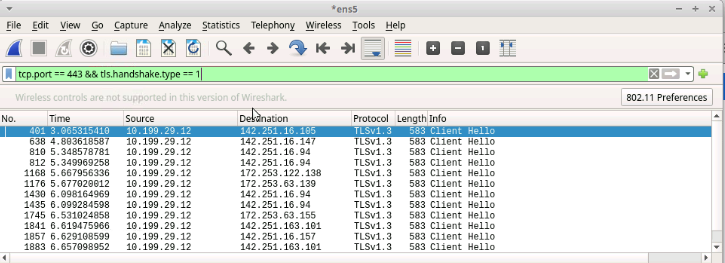 *ens5
File Edit View Go Capture Analyze Statistics Telephony Wireless Tools Help
tcp.port == 443 && tls.handshake.type == 1
Wireless controls are not supported in this version of Wireshark. 802.11 Preferences
No. Time Source Destination Protocol Length Info
401 3.065315410 10.199.29.12 142.251.16.105 TLSv1.3 583 Client Hello
638 4.803618587 10.199.29.12 142.251.16.147 TLSv1.3 583 Client Hello
810 5.348578781 10.199.29.12 142.251.16.94 TLSv1.3 583 Client Hello
812 5.349969258 10.199.29.12 142.251.16.94 TLSv1.3 583 Client Hello
1168 5.667956336 10.199.29.12 172.253.122.138 TLSv1.3 583 Client Hello
1176 5.677020012 10.199.29.12 172.253.63.139 TLSv1.3 583 Client Hello
1430 6.098164969 10.199.29.12 142.251.16.94 TLSv1.3 583 Client Hello
1435 6.099284598 10.199.29.12 142.251.16.94 TLSv1.3 583 Client Hello
1745 6.531024858 10.199.29.12 172.253.63.155 TLSv1.3 583 Client Hello
1841 6.619475966 10.199.29.12 142.251.163.101 TLSv1.3 583 Client Hello
1857 6.629108599 10.199.29.12 142.251.16.157 TLSv1.3 583 Client Hello
1883 6.657098952 10.199.29.12 142.251.163.101 TLSv1.3 583 Client Hello